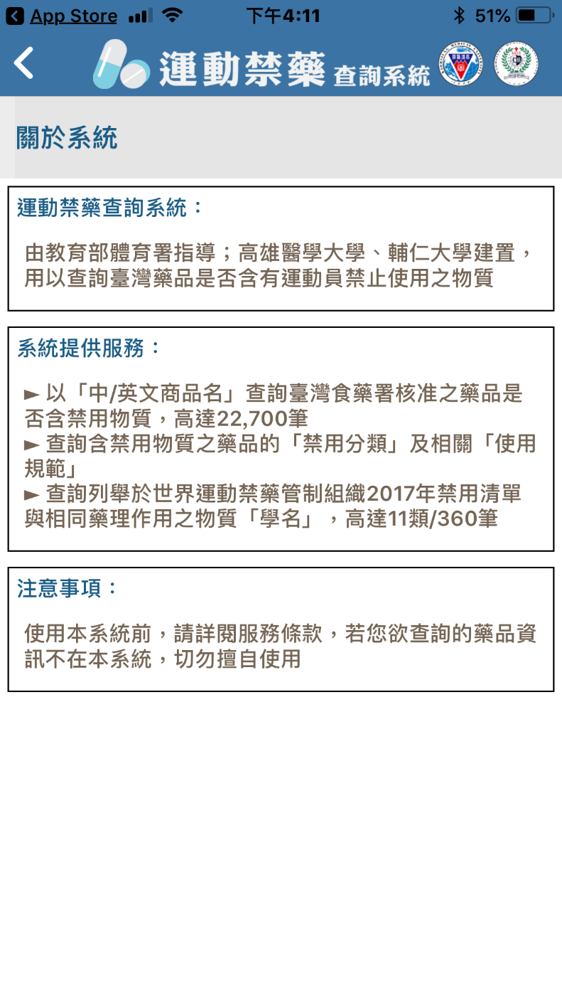 App Store 下午4:11 51%
運動禁藥 查詢系統
關於系統
運動禁藥查詢系統：
由教育部體育署指導；高雄醫學大學、輔仁大學建置，
用以查詢臺灣藥品是否含有運動員禁止使用之物質
系統提供服務：
► 以「中/英文商品名」查詢臺灣食藥署核准之藥品是
否含禁用物質，高達22,700筆
► 查詢含禁用物質之藥品的「禁用分類」及相關「使用
規範」
► 查詢列舉於世界運動禁藥管制組織2017年禁用清單
與相同藥理作用之物質「學名」，高達11類/360筆
注意事項：
使用本系統前，請詳閱服務條款，若您欲查詢的藥品資
訊不在本系統，切勿擅自使用